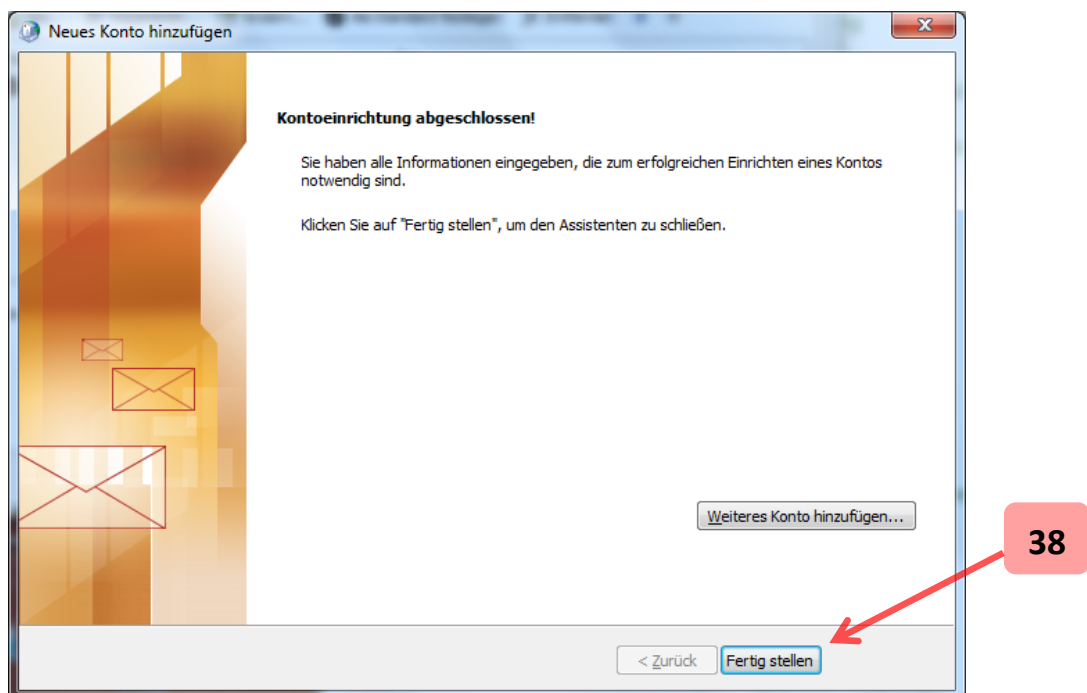 Neues Konto hinzufügen
Kontoeinrichtung abgeschlossen!
Sie haben alle Informationen eingegeben, die zum erfolgreichen Einrichten eines Kontos
notwendig sind.
Klicken Sie auf "Fertig stellen", um den Assistenten zu schließen.
Weiteres Konto hinzufügen...
38
< Zurück Fertig stellen